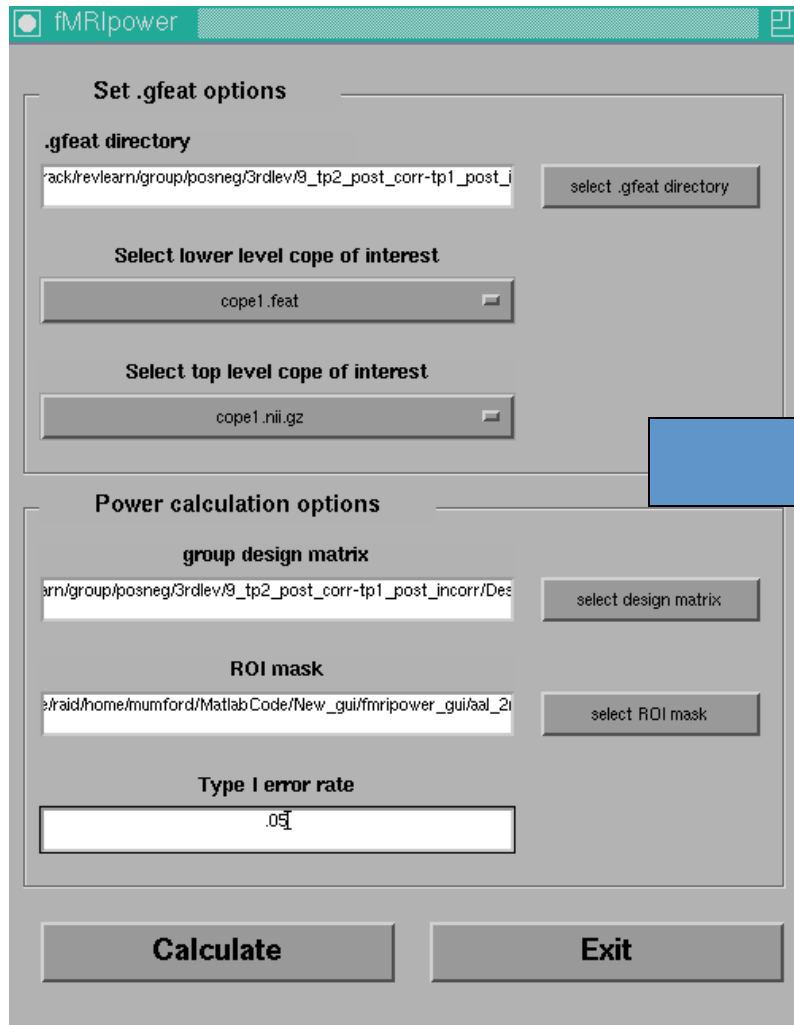 fMRIpower
Set .gfeat options
.gfeat directory
rack/revlearn/group/posneg/3rdlev/9_tp2_post_corr-tp1_post_i
select .gfeat directory
Select lower level cope of interest
cope1.feat
Select top level cope of interest
cope1.nii.gz
Power calculation options
group design matrix
arn/group/posneg/3rdlev/9_tp2_post_corr-tp1_post_incorr/Des
select design matrix
ROI mask
e/raid/home/mumford/MatlabCode/New_gui/fmripower_gui/aal_2
select ROI mask
Type I error rate
.05
Calculate
Exit